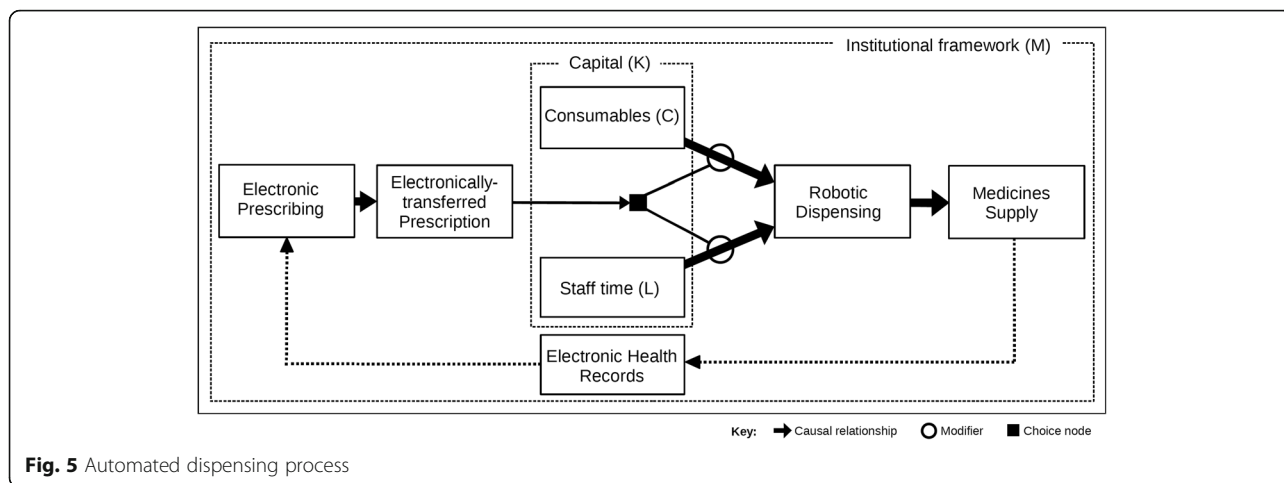 Institutional framework (M)
Capital (K)
Consumables (C)
Electronic
Prescribing
Electronically-
transferred
Prescription
Robotic
Dispensing
Medicines
Supply
Staff time (L)
Electronic Health
Records
Key: Causal relationship Modifier Choice node
Fig. 5 Automated dispensing process